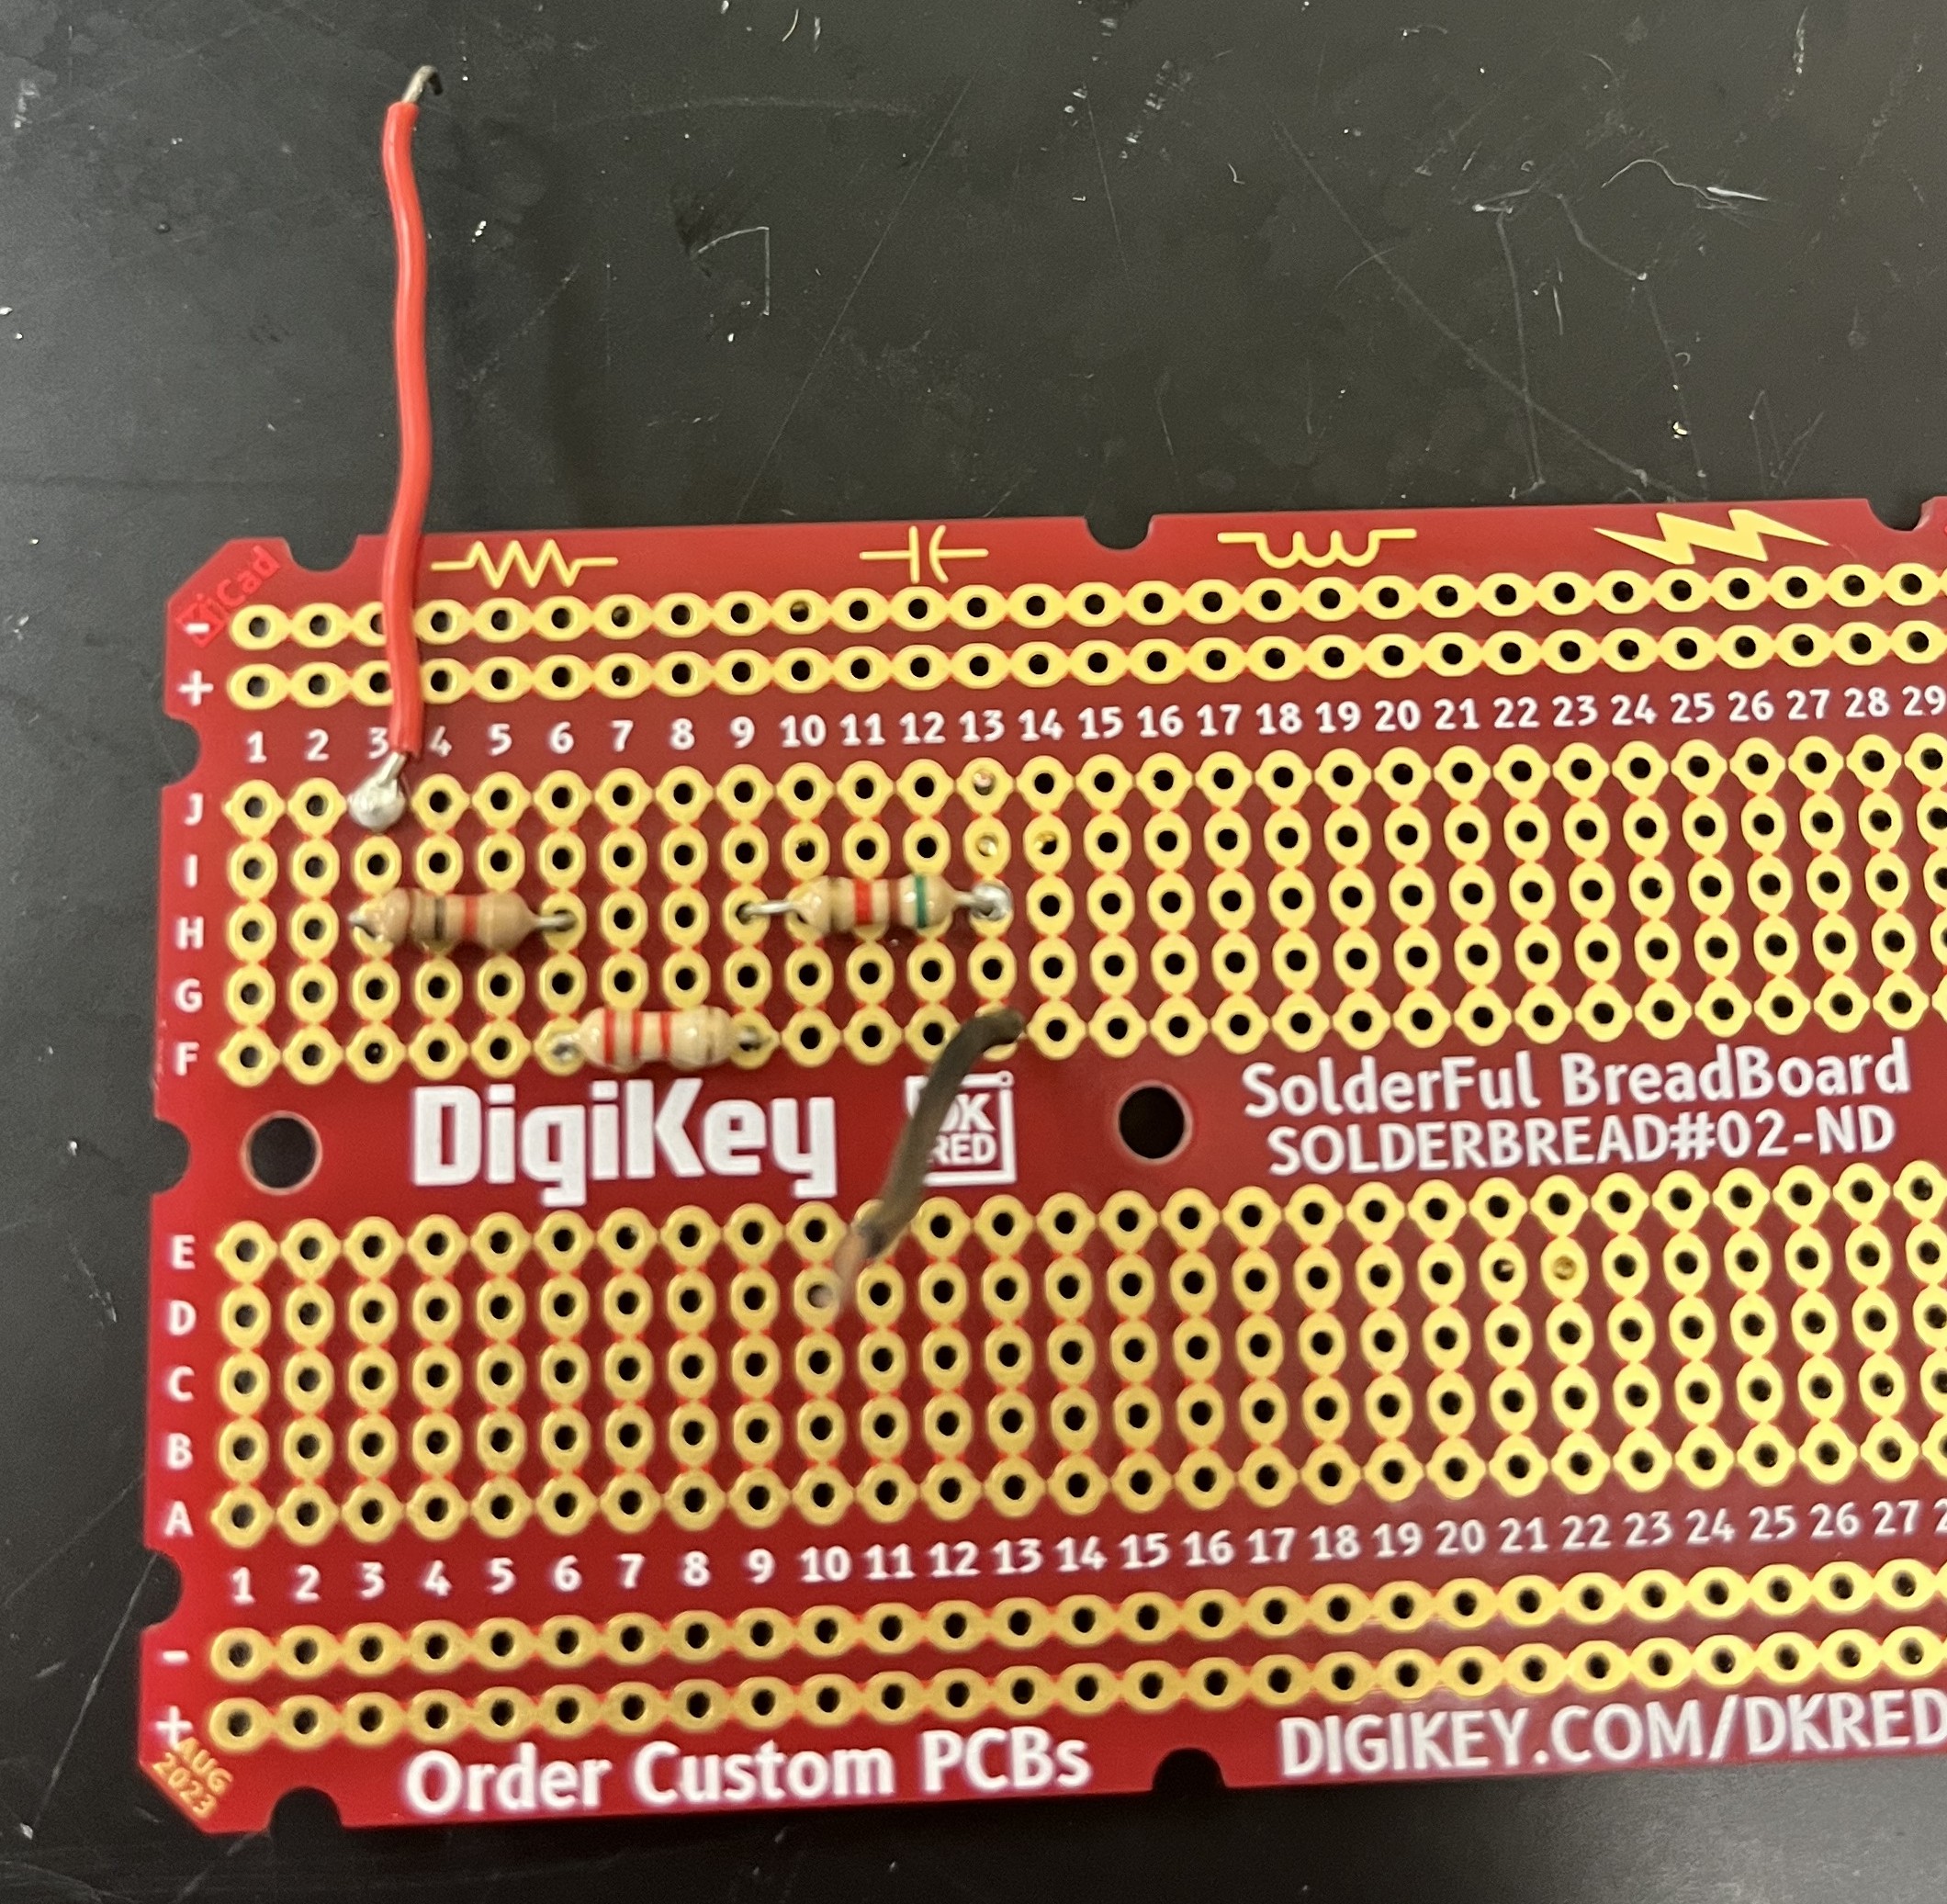 KiCad
-
+
1 2 3 4 5 6 7 8 9 10 11 12 13 14 15 16 17 18 19 20 21 22 23 24 25 26 27 28 29
J
I
H
G
F
DigiKey
DK
RED
SolderFul BreadBoard
SOLDERBREAD#02-ND
E
D
C
B
A
1 2 3 4 5 6 7 8 9 10 11 12 13 14 15 16 17 18 19 20 21 22 23 24 25 26 27 2
-
+
AUG
2023
Order Custom PCBs
DIGIKEY.COM/DKRED